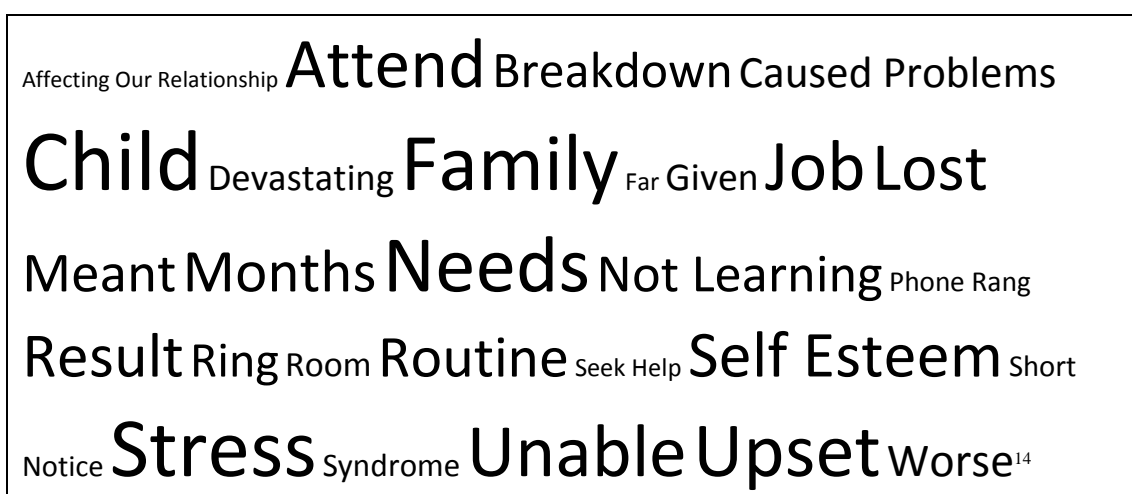 Affecting Our Relationship Attend Breakdown Caused Problems
Child Devastating Family Far Given Job Lost
Meant Months Needs Not Learning Phone Rang
Result Ring Room Routine Seek Help Self Esteem Short
Notice Stress Syndrome Unable Upset Worse14